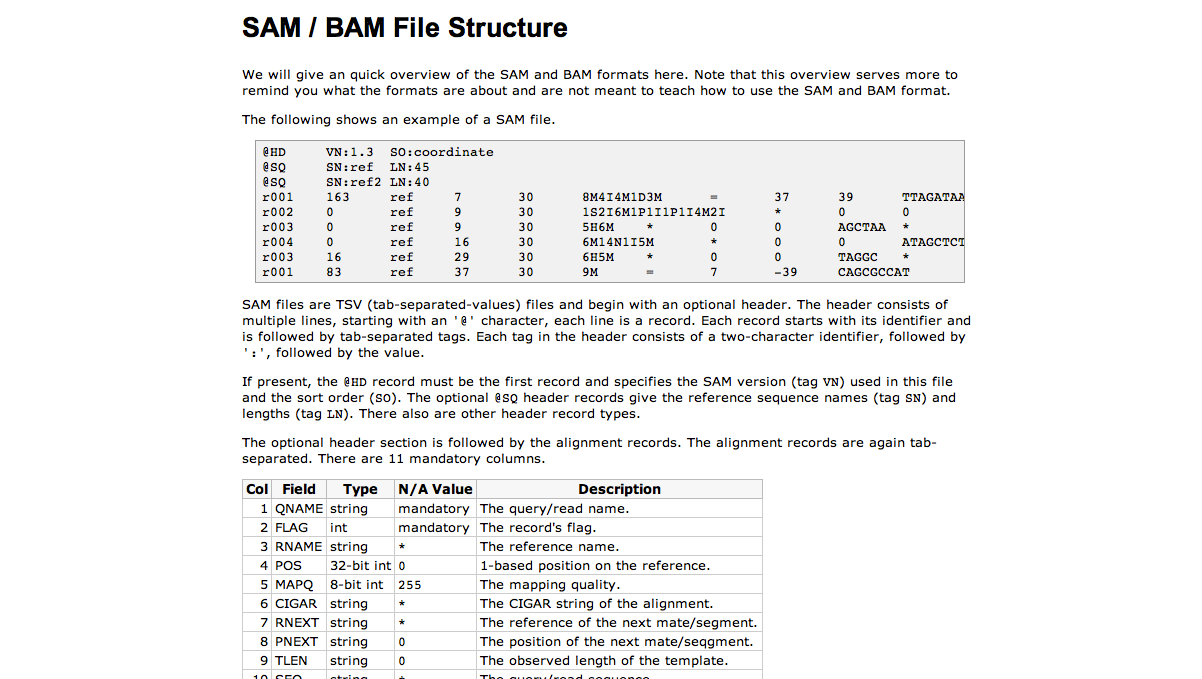 SAM / BAM File Structure
We will give an quick overview of the SAM and BAM formats here. Note that this overview serves more to
remind you what the formats are about and are not meant to teach how to use the SAM and BAM format.
The following shows an example of a SAM file.
@HD VN:1.3 SO:coordinate
@SQ SN:ref LN:45
@SQ SN:ref2 LN:40
r001 163 ref 7 30 8M4I4M1D3M = 37 39 TTAGATAA
r002 0 ref 9 30 1S2I6M1P1I1P1I4M2I * 0 0
r003 0 ref 9 30 5H6M * 0 0 AGCTAA *
r004 0 ref 16 30 6M14N1I5M * 0 0 ATAGCTCT
r003 16 ref 29 30 6H5M * 0 0 TAGGC *
r001 83 ref 37 30 9M = 7 -39 CAGCGCCAT
SAM files are TSV (tab-separated-values) files and begin with an optional header. The header consists of
multiple lines, starting with an '@' character, each line is a record. Each record starts with its identifier and
is followed by tab-separated tags. Each tag in the header consists of a two-character identifier, followed by
':', followed by the value.
If present, the @HD record must be the first record and specifies the SAM version (tag VN) used in this file
and the sort order (SO). The optional @SQ header records give the reference sequence names (tag SN) and
lengths (tag LN). There also are other header record types.
The optional header section is followed by the alignment records. The alignment records are again tab-
separated. There are 11 mandatory columns.
Col Field Type N/A Value Description
1 QNAME string mandatory The query/read name.
2 FLAG int mandatory The record's flag.
3 RNAME string * The reference name.
4 POS 32-bit int 0 1-based position on the reference.
5 MAPQ 8-bit int 255 The mapping quality.
6 CIGAR string * The CIGAR string of the alignment.
7 RNEXT string * The reference of the next mate/segment.
8 PNEXT string 0 The position of the next mate/seqgment.
9 TLEN string 0 The observed length of the template.
10 SEQ string * The query/read sequence.